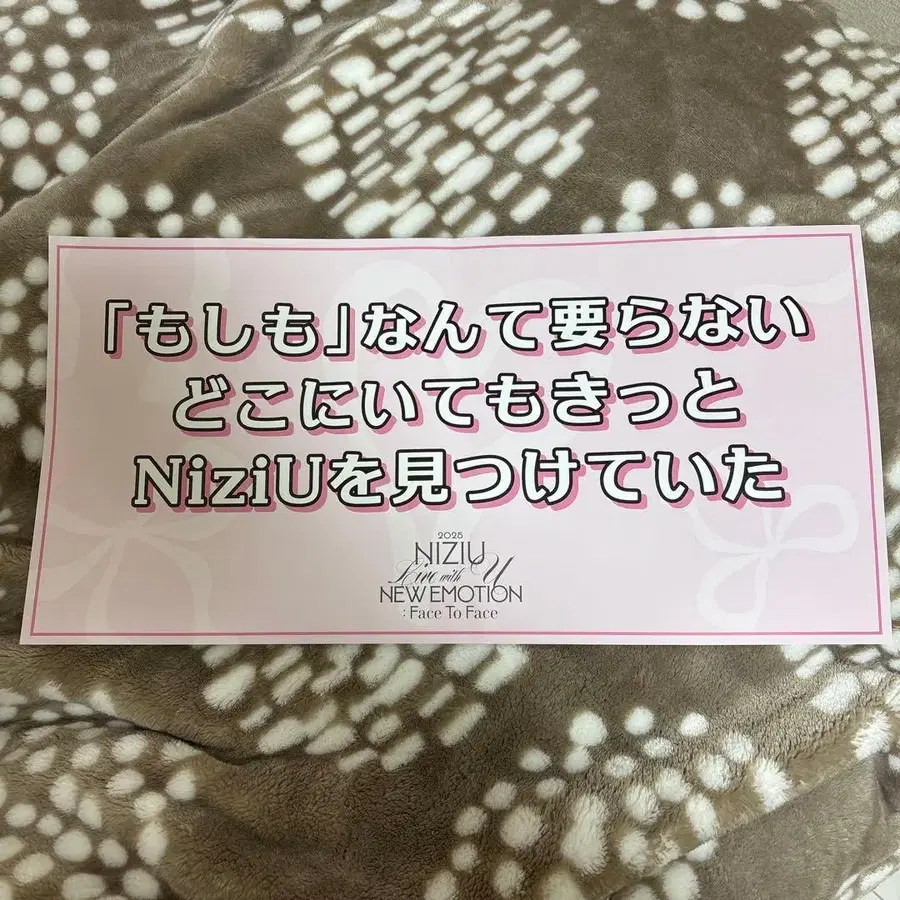 「もしも」なんて要らない
どこにいてもきっと
NiziUを見つけていた
2025
NIZIU
Live with U
NEW EMOTION
: Face To Face